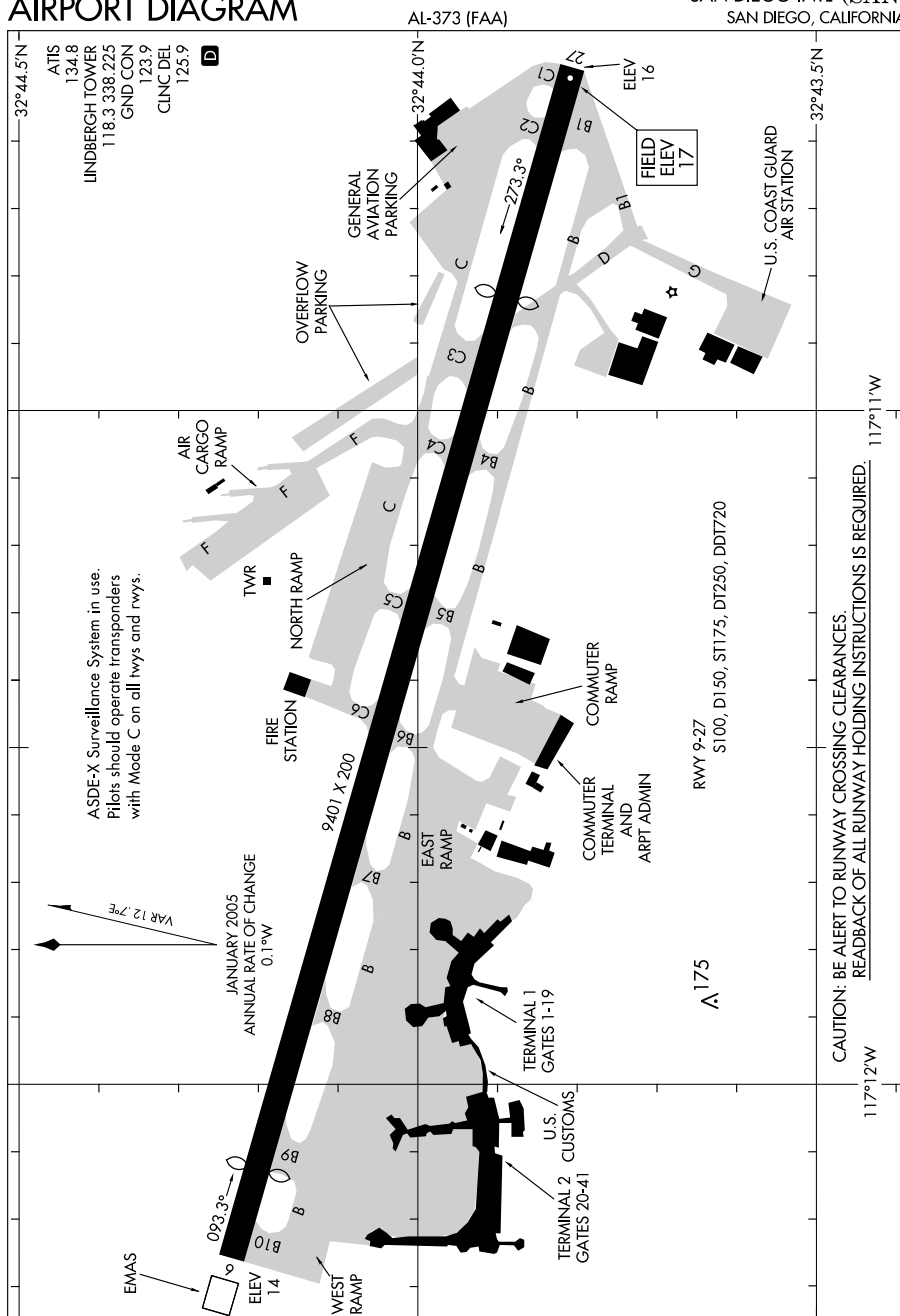 AIRPORT DIAGRAM
AL-373 (FAA)
SAN DIEGO, CALIFORNIA
32°44.5'N
ATIS
134.8
LINDBERGH TOWER
118.3 338.225
GND CON
123.9
CLNC DEL
125.9
D
32°44.0'N
32°43.5'N
C1
27
ELEV
16
C2
B1
FIELD
ELEV
17
GENERAL
AVIATION
PARKING
273.3°
B1
C
B
D
G
U.S. COAST GUARD
AIR STATION
OVERFLOW
PARKING
C3
B
117°11'W
AIR
CARGO
RAMP
F
F
F
C4
B4
C
TWR
NORTH RAMP
B
C5
B5
ASDE-X Surveillance System in use.
Pilots should operate transponders
with Mode C on all twys and rwys.
FIRE
STATION
C6
B6
COMMUTER
RAMP
RWY 9-27
S100, D150, ST175, DT250, DDT720
9401 X 200
B
EAST
RAMP
COMMUTER
TERMINAL
AND
ARPT ADMIN
B7
VAR 12.7°E
JANUARY 2005
ANNUAL RATE OF CHANGE
0.1°W
B
B8
TERMINAL 1
GATES 1-19
175
CAUTION: BE ALERT TO RUNWAY CROSSING CLEARANCES.
READBACK OF ALL RUNWAY HOLDING INSTRUCTIONS IS REQUIRED.
117°12'W
U.S.
CUSTOMS
B9
093.3°
B
B10
TERMINAL 2
GATES 20-41
EMAS
9
ELEV
14
WEST
RAMP